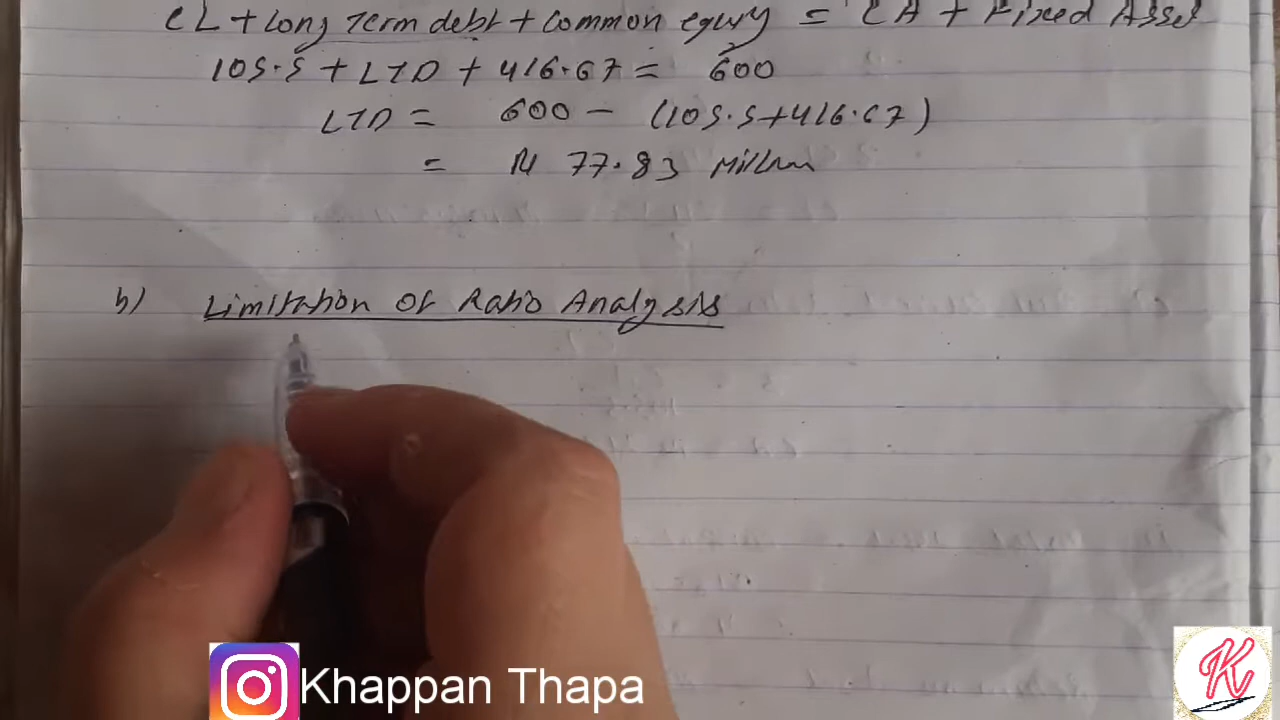 CL + Long Term debt + Common equity = CA + Fixed Asset
105.5 + LTD + 416.67 = 600
LTD = 600 - (105.5 + 416.67)
= Rs 77.83 Million
b) Limitation of Ratio Analysis
Khappan Thapa
K